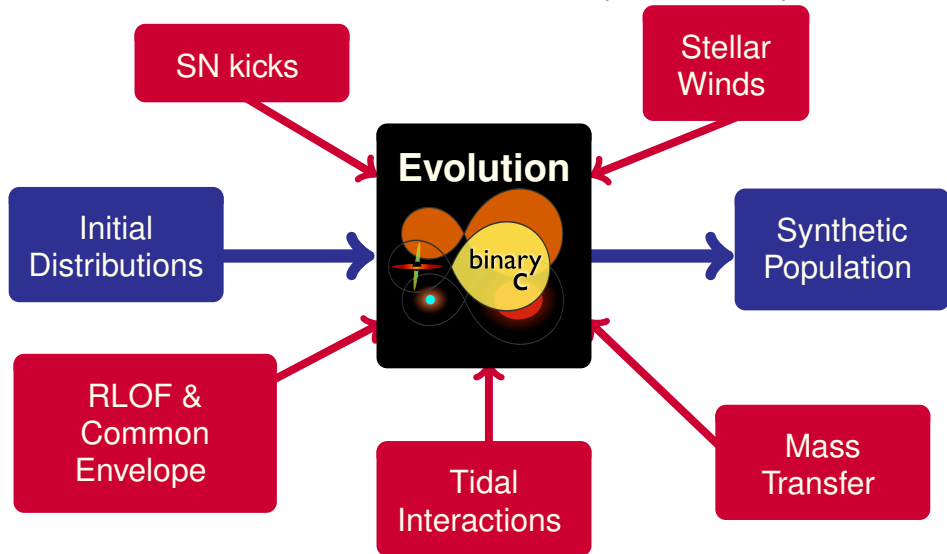 SN kicks
Stellar
Winds
Evolution
binary
c
Initial
Distributions
Synthetic
Population
RLOF &
Common
Envelope
Tidal
Interactions
Mass
Transfer